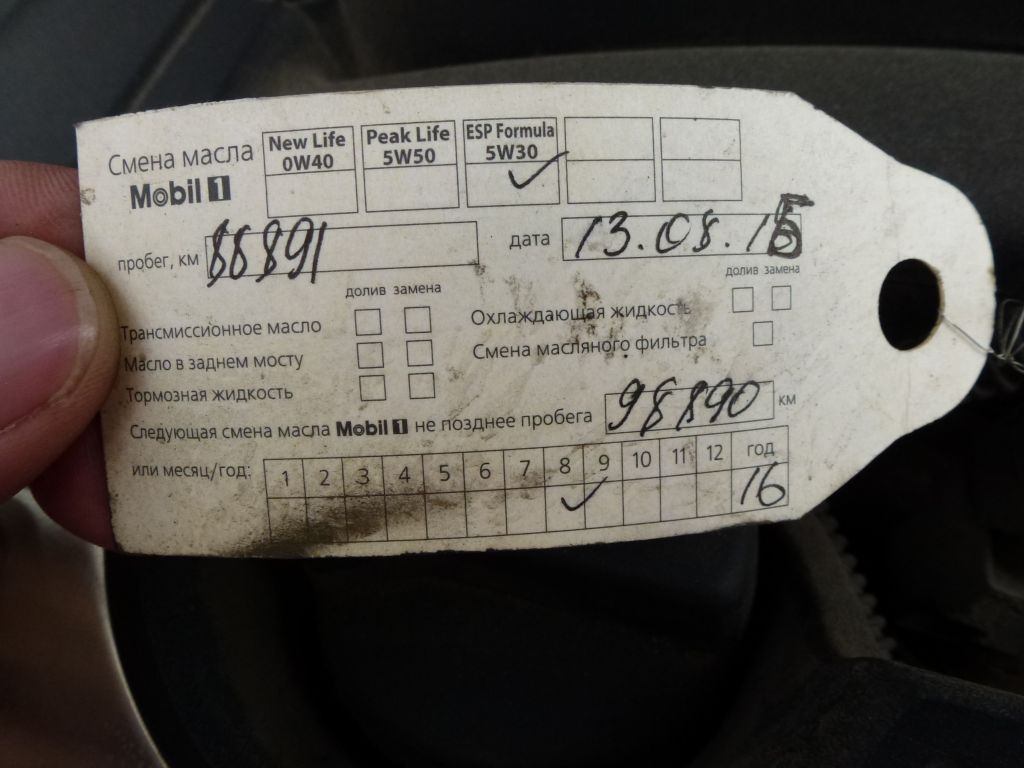 Смена масла
Mobil 1
New Life 0W40
Peak Life 5W50
ESP Formula 5W30
пробег, км 88891
дата 13.08.15
долив замена
долив замена
Трансмиссионное масло
Охлаждающая жидкость
Масло в заднем мосту
Смена масляного фильтра
Тормозная жидкость
Следующая смена масла Mobil 1 не позднее пробега 98890 км
или месяц/год: 1 2 3 4 5 6 7 8 9 10 11 12 год
16